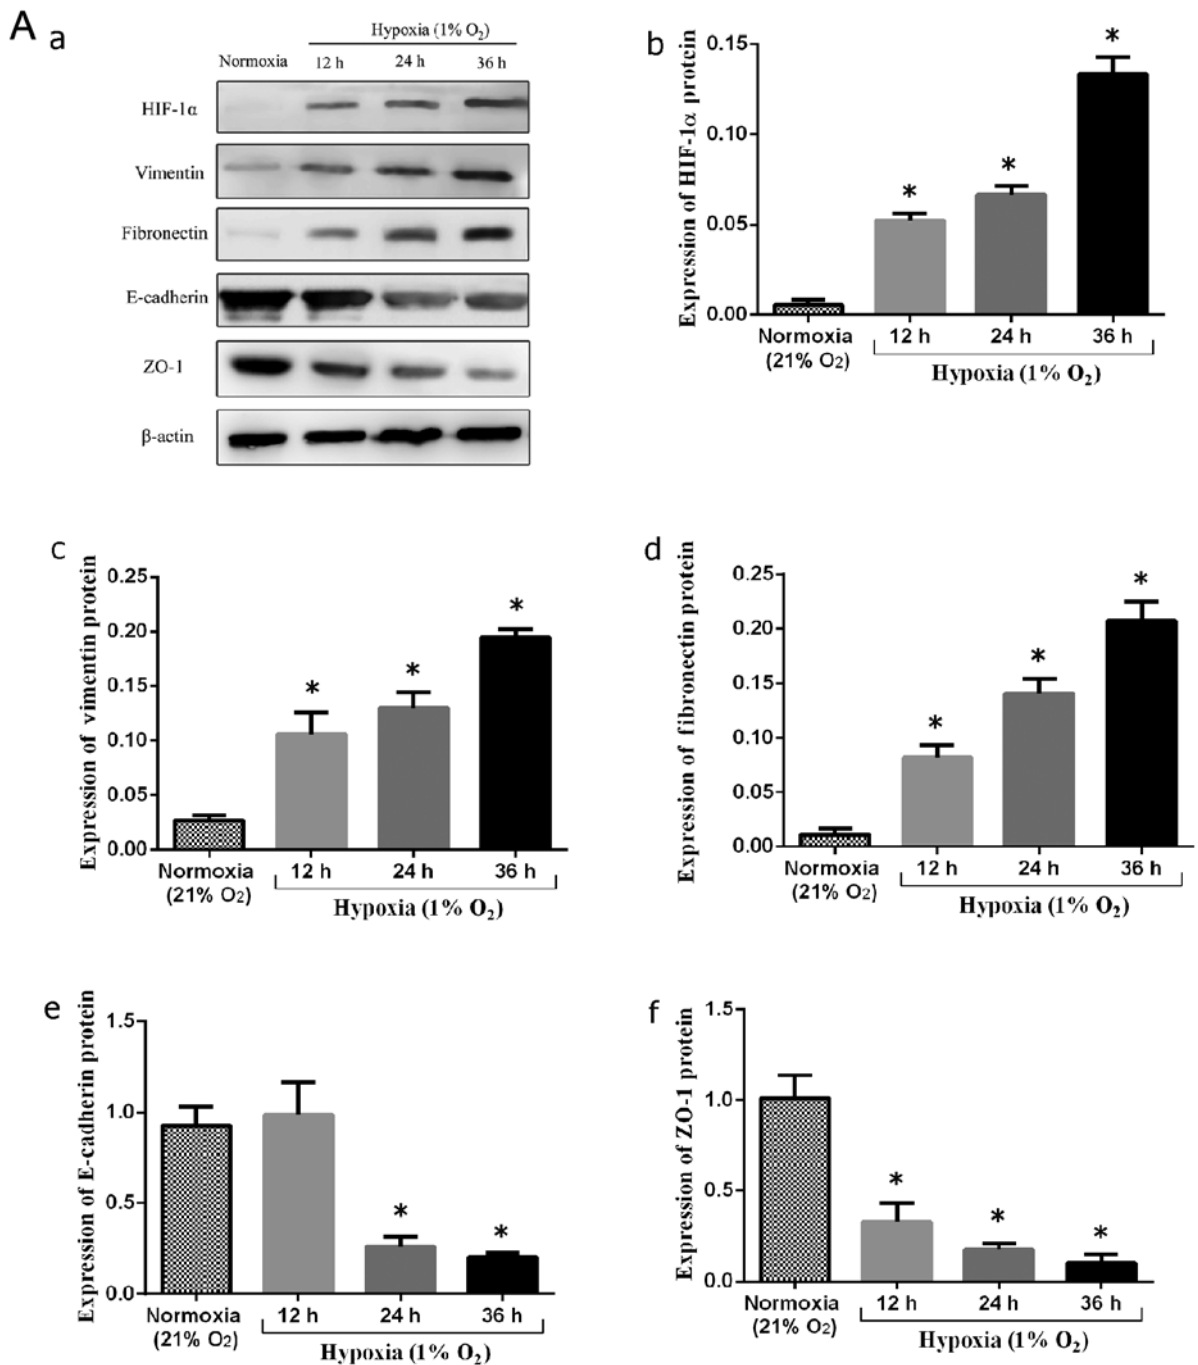 A
a
Hypoxia (1% O2)
Normoxia 12 h 24 h 36 h
HIF-1α
Vimentin
Fibronectin
E-cadherin
ZO-1
β-actin
b
Expression of HIF-1α protein
0.15
0.10
0.05
0.00
* * *
Normoxia (21% O2) 12 h 24 h 36 h
Hypoxia (1% O2)
c
Expression of vimentin protein
0.25
0.20
0.15
0.10
0.05
0.00
* * *
Normoxia (21% O2) 12 h 24 h 36 h
Hypoxia (1% O2)
d
Expression of fibronectin protein
0.25
0.20
0.15
0.10
0.05
0.00
* * *
Normoxia (21% O2) 12 h 24 h 36 h
Hypoxia (1% O2)
e
Expression of E-cadherin protein
1.5
1.0
0.5
0.0
* *
Normoxia (21% O2) 12 h 24 h 36 h
Hypoxia (1% O2)
f
Expression of ZO-1 protein
1.5
1.0
0.5
0.0
* * *
Normoxia (21% O2) 12 h 24 h 36 h
Hypoxia (1% O2)